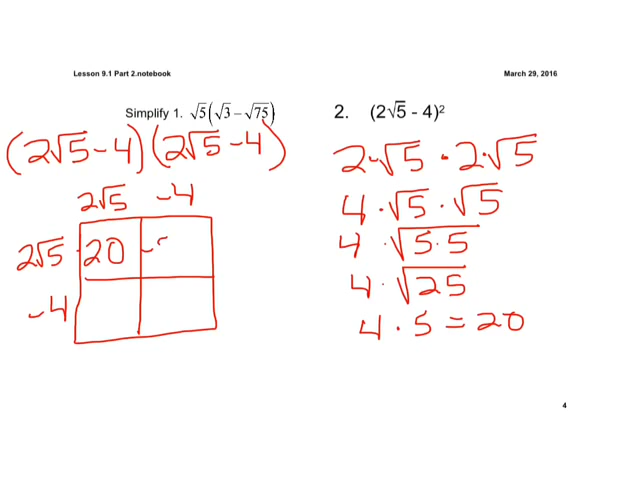 Lesson 9.1 Part 2.notebook
March 29, 2016
Simplify 1. √5(√3 − √75)
2. (2√5 - 4)²
(2√5 − 4)(2√5 − 4)
2√5 −4
2√5 20
−4
2·√5 · 2·√5
4 · √5 · √5
4 · √5·5
4 · √25
4 · 5 = 20
4